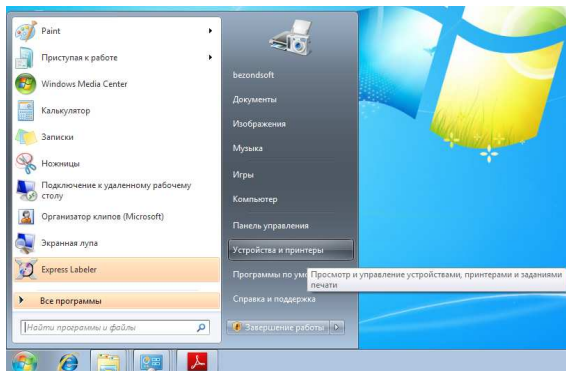 Paint
Приступая к работе
Windows Media Center
Калькулятор
Записки
Ножницы
Подключение к удаленному рабочему
столу
Организатор клипов (Microsoft)
Экранная лупа
Express Labeler
Все программы
Найти программы и файлы
bezondsoft
Документы
Изображения
Музыка
Игры
Компьютер
Панель управления
Устройства и принтеры
Программы по ум
Просмотр и управление устройствами, принтерами и заданиями
печати
Справка и поддержка
Завершение работы